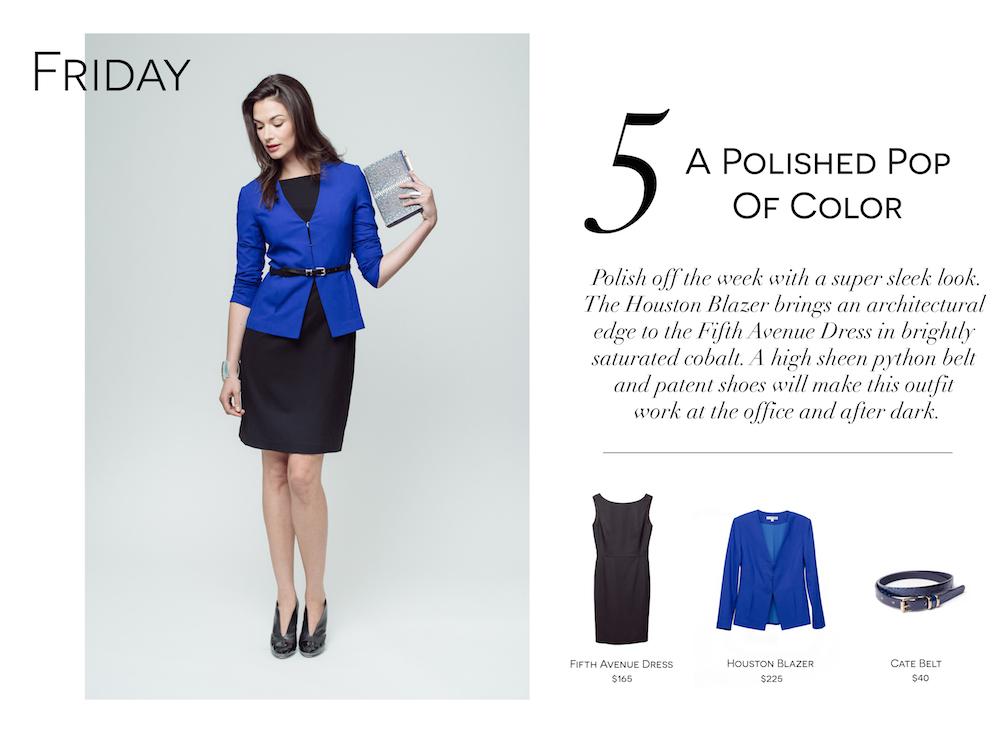 FRIDAY
5
A POLISHED POP
OF COLOR
Polish off the week with a super sleek look.
The Houston Blazer brings an architectural
edge to the Fifth Avenue Dress in brightly
saturated cobalt. A high sheen python belt
and patent shoes will make this outfit
work at the office and after dark.
FIFTH AVENUE DRESS
$165
HOUSTON BLAZER
$225
CATE BELT
$40